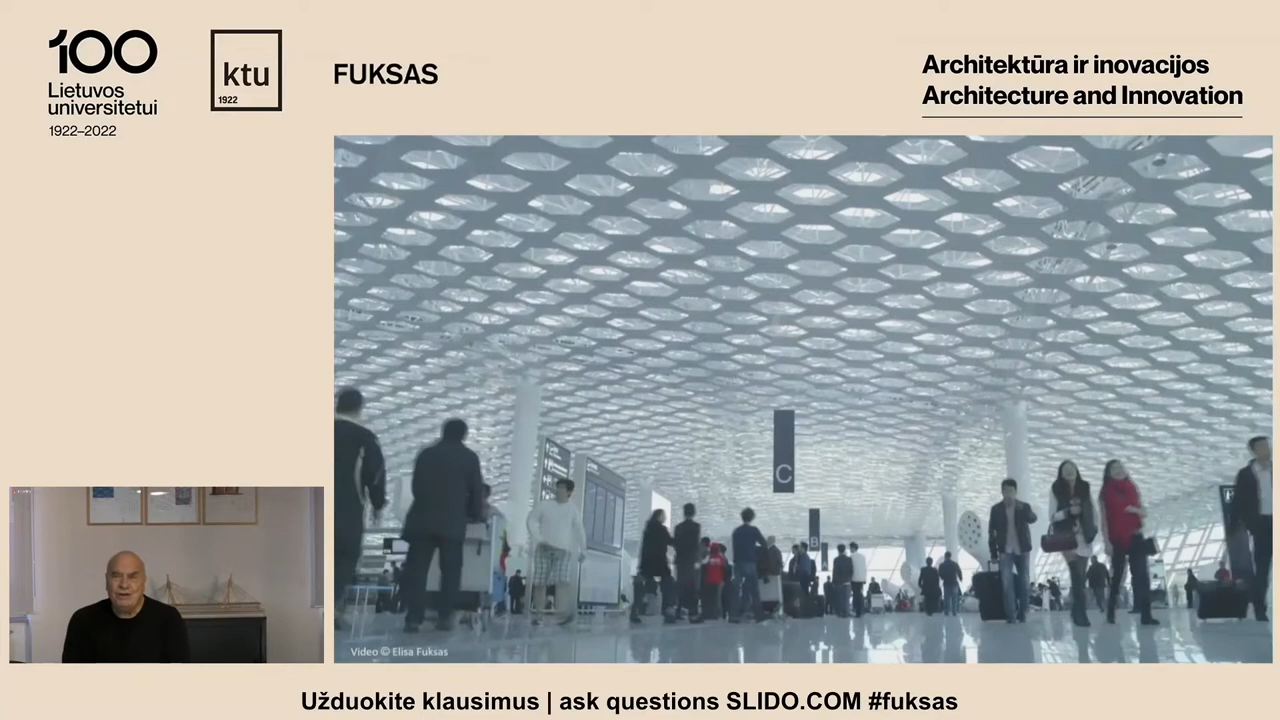 100
Lietuvos
universitetui
1922–2022
ktu
1922
FUKSAS
Architektūra ir inovacijos
Architecture and Innovation
C
B
Video © Elisa Fuksas
Užduokite klausimus | ask questions SLIDO.COM #fuksas